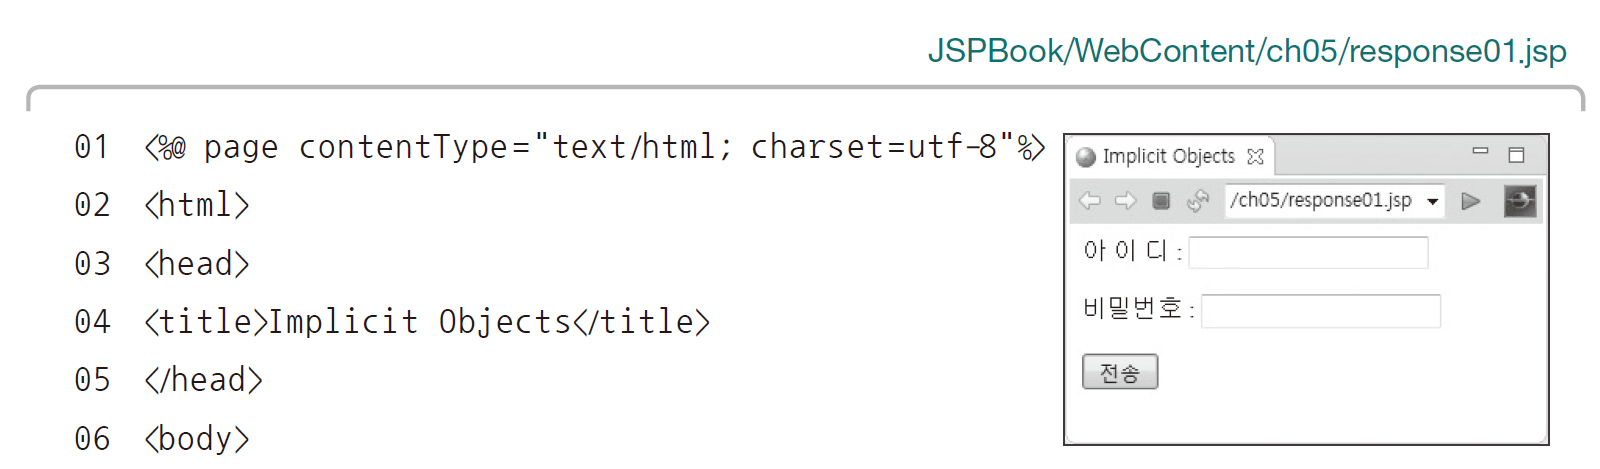 JSPBook/WebContent/ch05/response01.jsp
01 <%@ page contentType="text/html; charset=utf-8"%>
02 <html>
03 <head>
04 <title>Implicit Objects</title>
05 </head>
06 <body>
Implicit Objects
/ch05/response01.jsp
아 이 디 :
비밀번호 :
전송